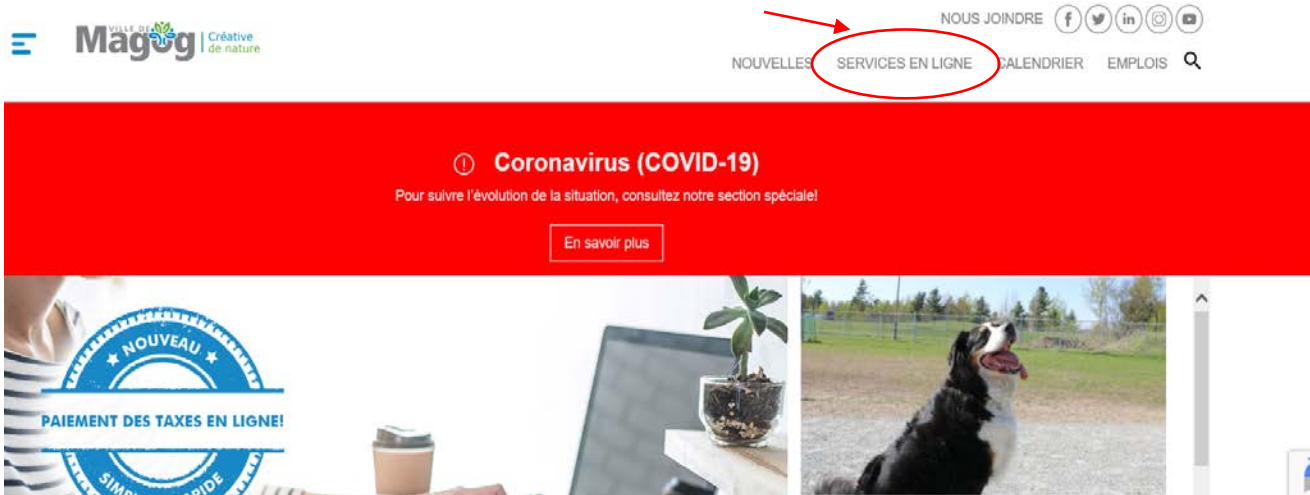 NOUS JOINDRE
VILLE DE
Magog
Créative
de nature
NOUVELLES SERVICES EN LIGNE CALENDRIER EMPLOIS
Coronavirus (COVID-19)
Pour suivre l'évolution de la situation, consultez notre section spéciale!
En savoir plus
NOUVEAU
PAIEMENT DES TAXES EN LIGNE!